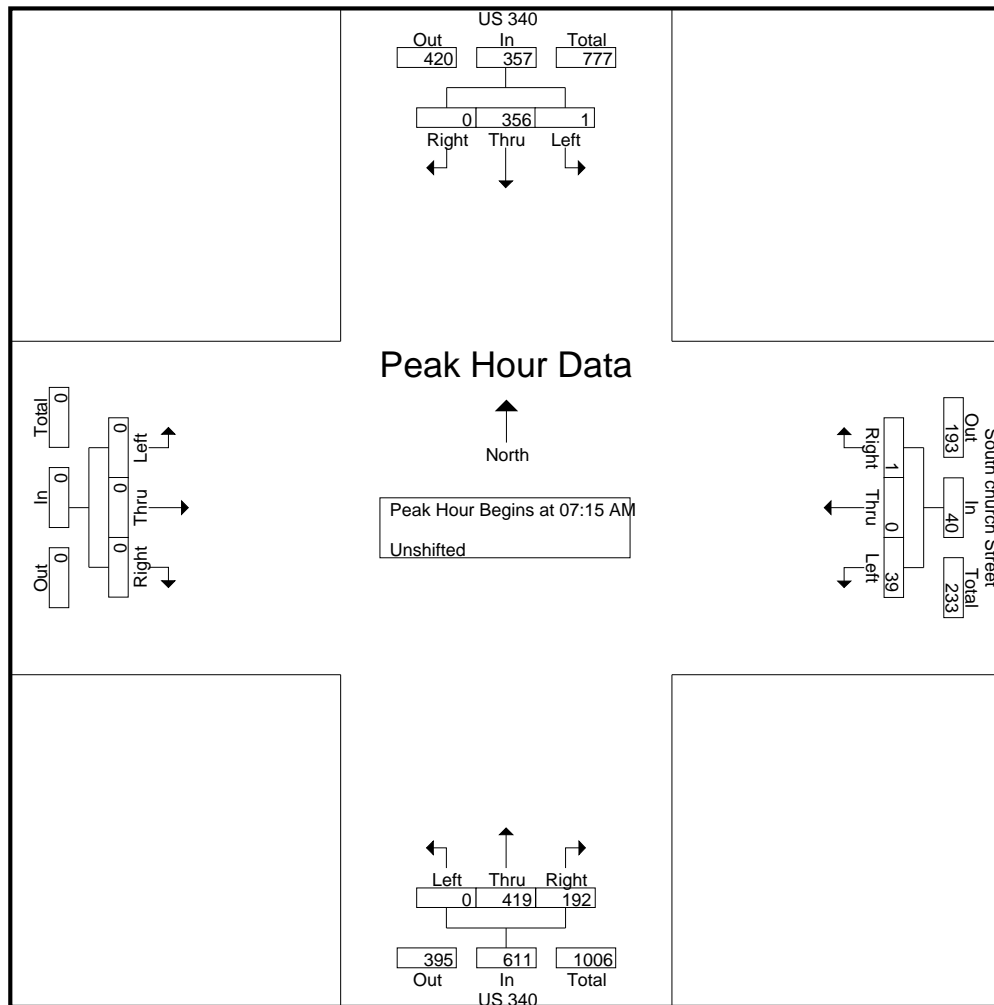 US 340
Out In Total
420 357 777
0 356 1
Right Thru Left
Peak Hour Data
North
Peak Hour Begins at 07:15 AM
Unshifted
Total In Out
0 0 0
0 0 0
Left Thru Right
South church Street
Out In Total
193 40 233
1 0 39
Right Thru Left
Left Thru Right
0 419 192
395 611 1006
Out In Total
US 340